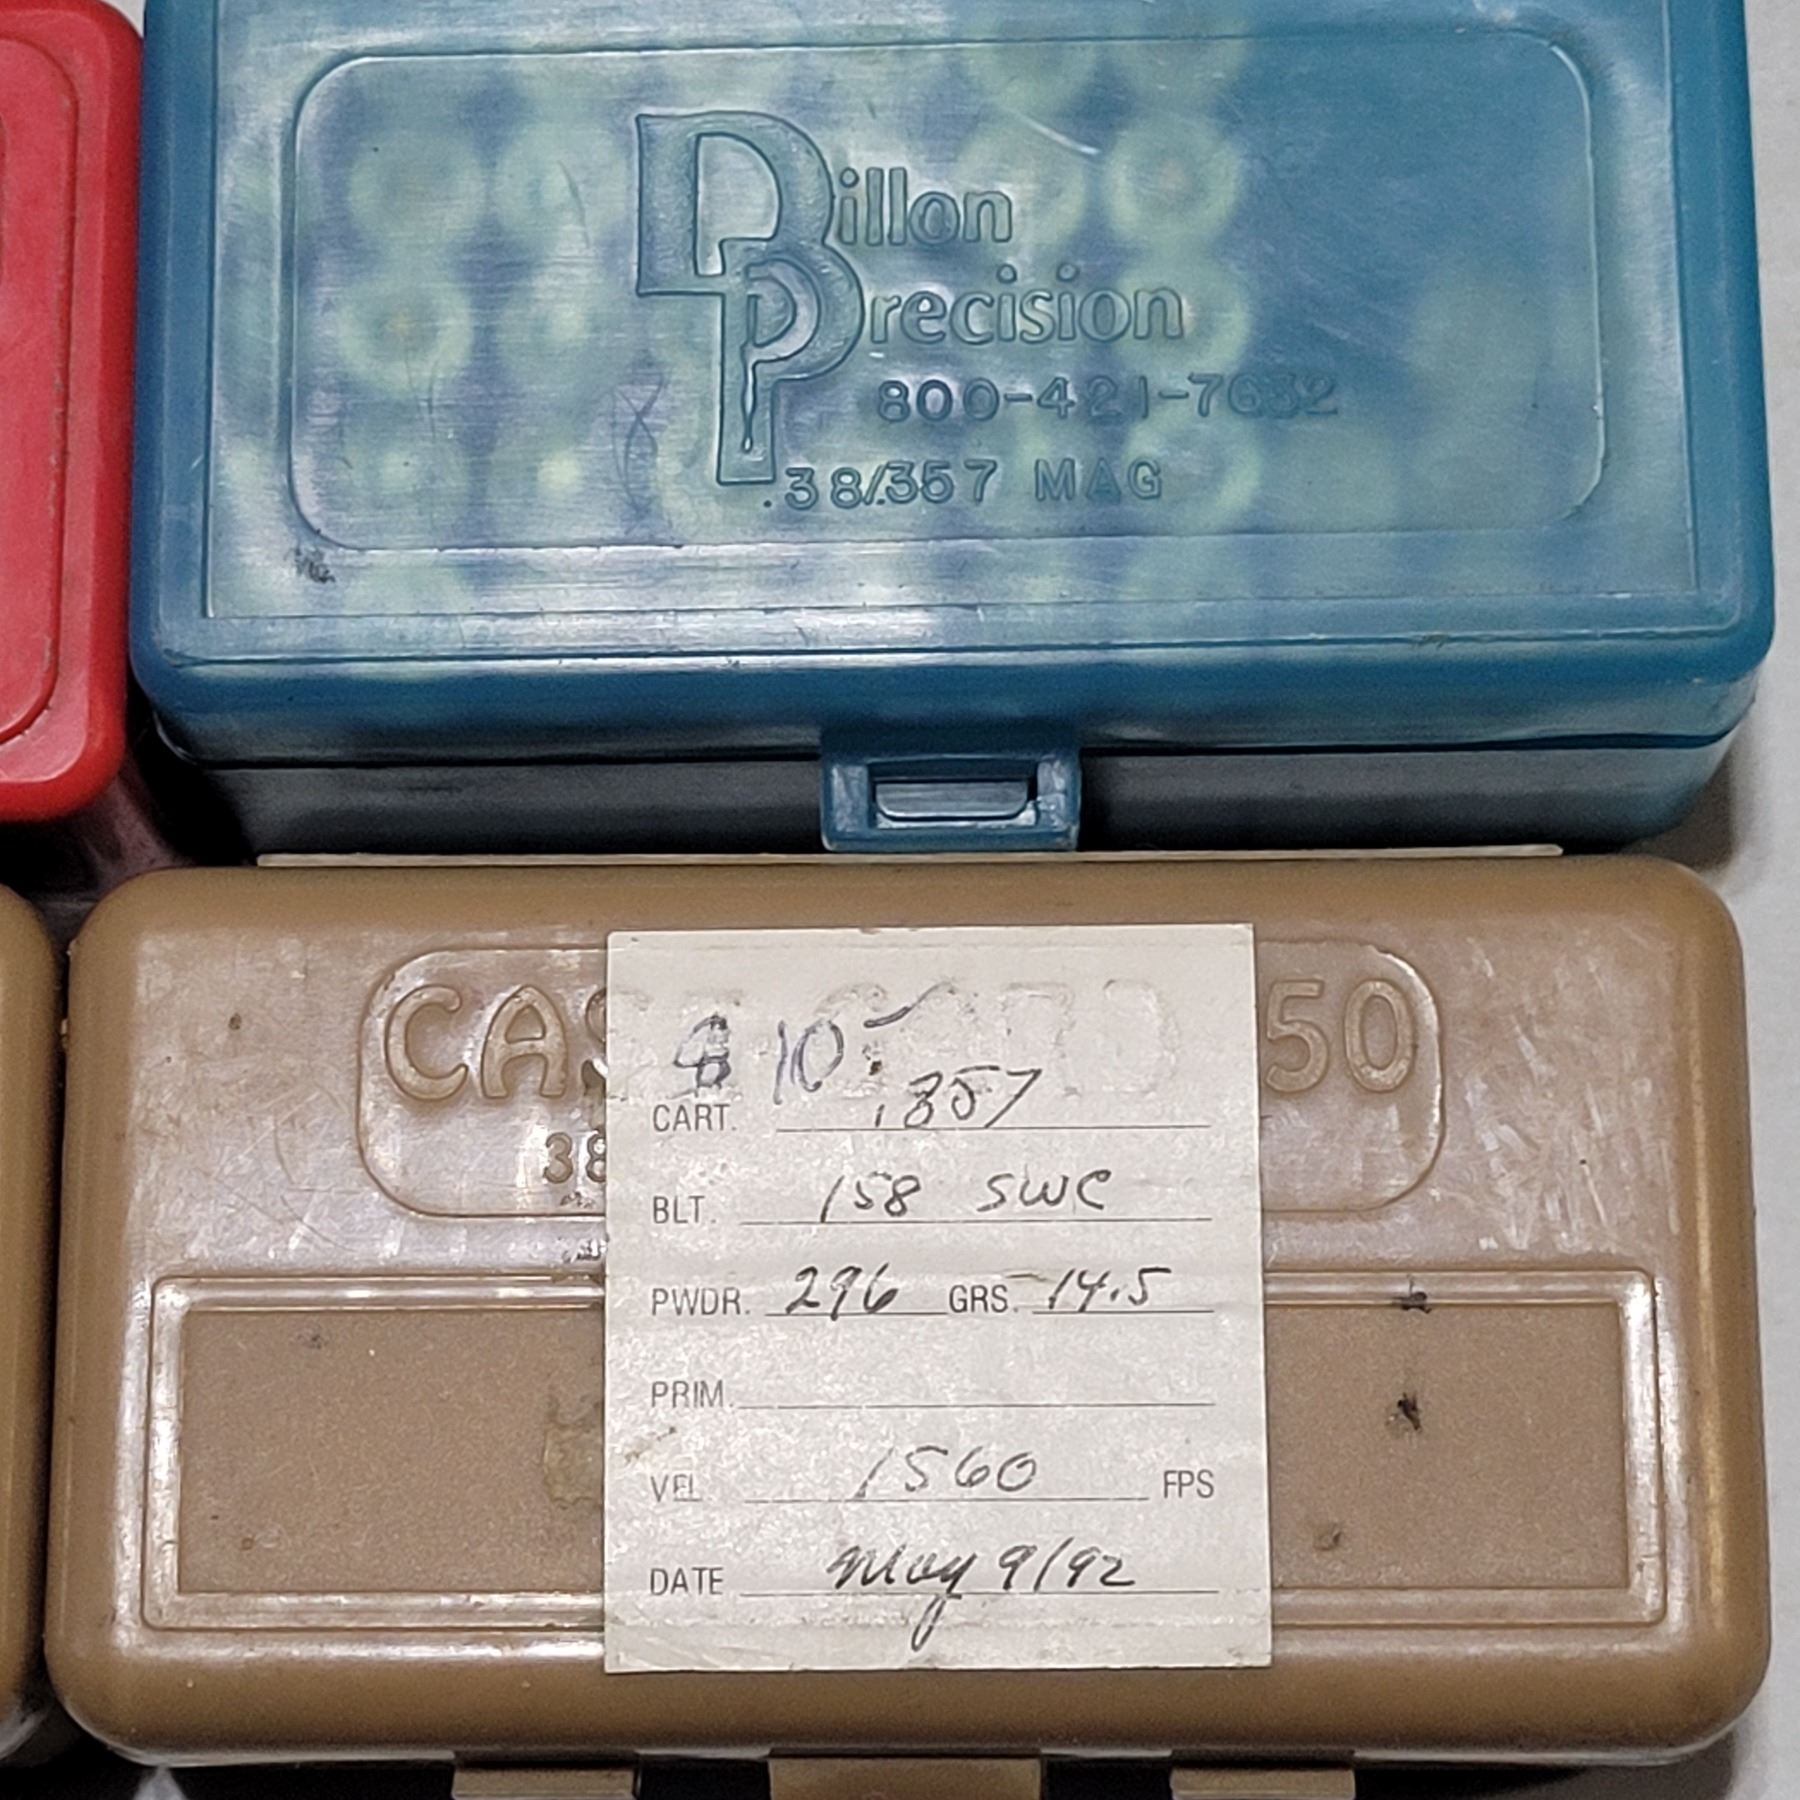 Dillon
Precision
800-421-7632
.38/.357 MAG
CAS GARD 50
38
$ 10
CART. .357
BLT. 158 SWC
PWDR. 296 GRS. 14.5
PRIM.
VEL 1560 FPS
DATE May 9/92